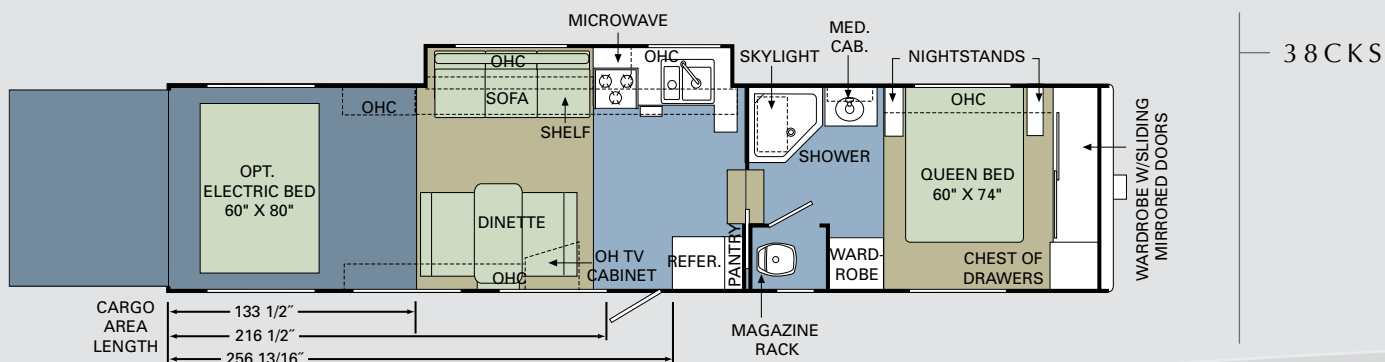 MICROWAVE
OHC
OHC
SOFA
SHELF
OHC
SKYLIGHT
MED.
CAB.
NIGHTSTANDS
OHC
38CKS
OPT.
ELECTRIC BED
60" X 80"
DINETTE
OHC
OH TV
CABINET
REFER.
PANTRY
SHOWER
WARD-
ROBE
QUEEN BED
60" X 74"
CHEST OF
DRAWERS
WARDROBE W/SLIDING
MIRRORED DOORS
MAGAZINE
RACK
CARGO
AREA
LENGTH
133 1/2″
216 1/2″
256 13/16″